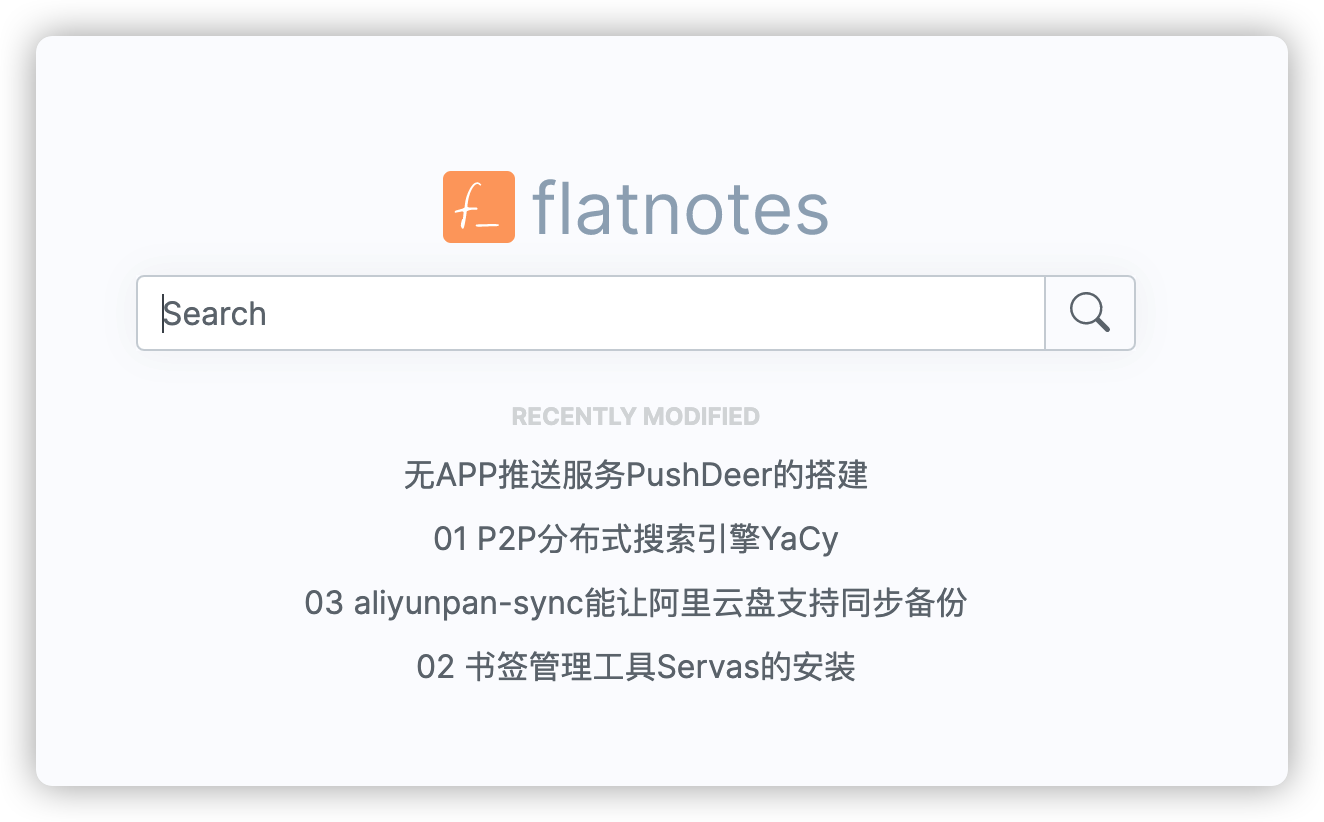 f_ flatnotes
Search
RECENTLY MODIFIED
无APP推送服务PushDeer的搭建
01 P2P分布式搜索引擎YaCy
03 aliyunpan-sync能让阿里云盘支持同步备份
02 书签管理工具Servas的安装